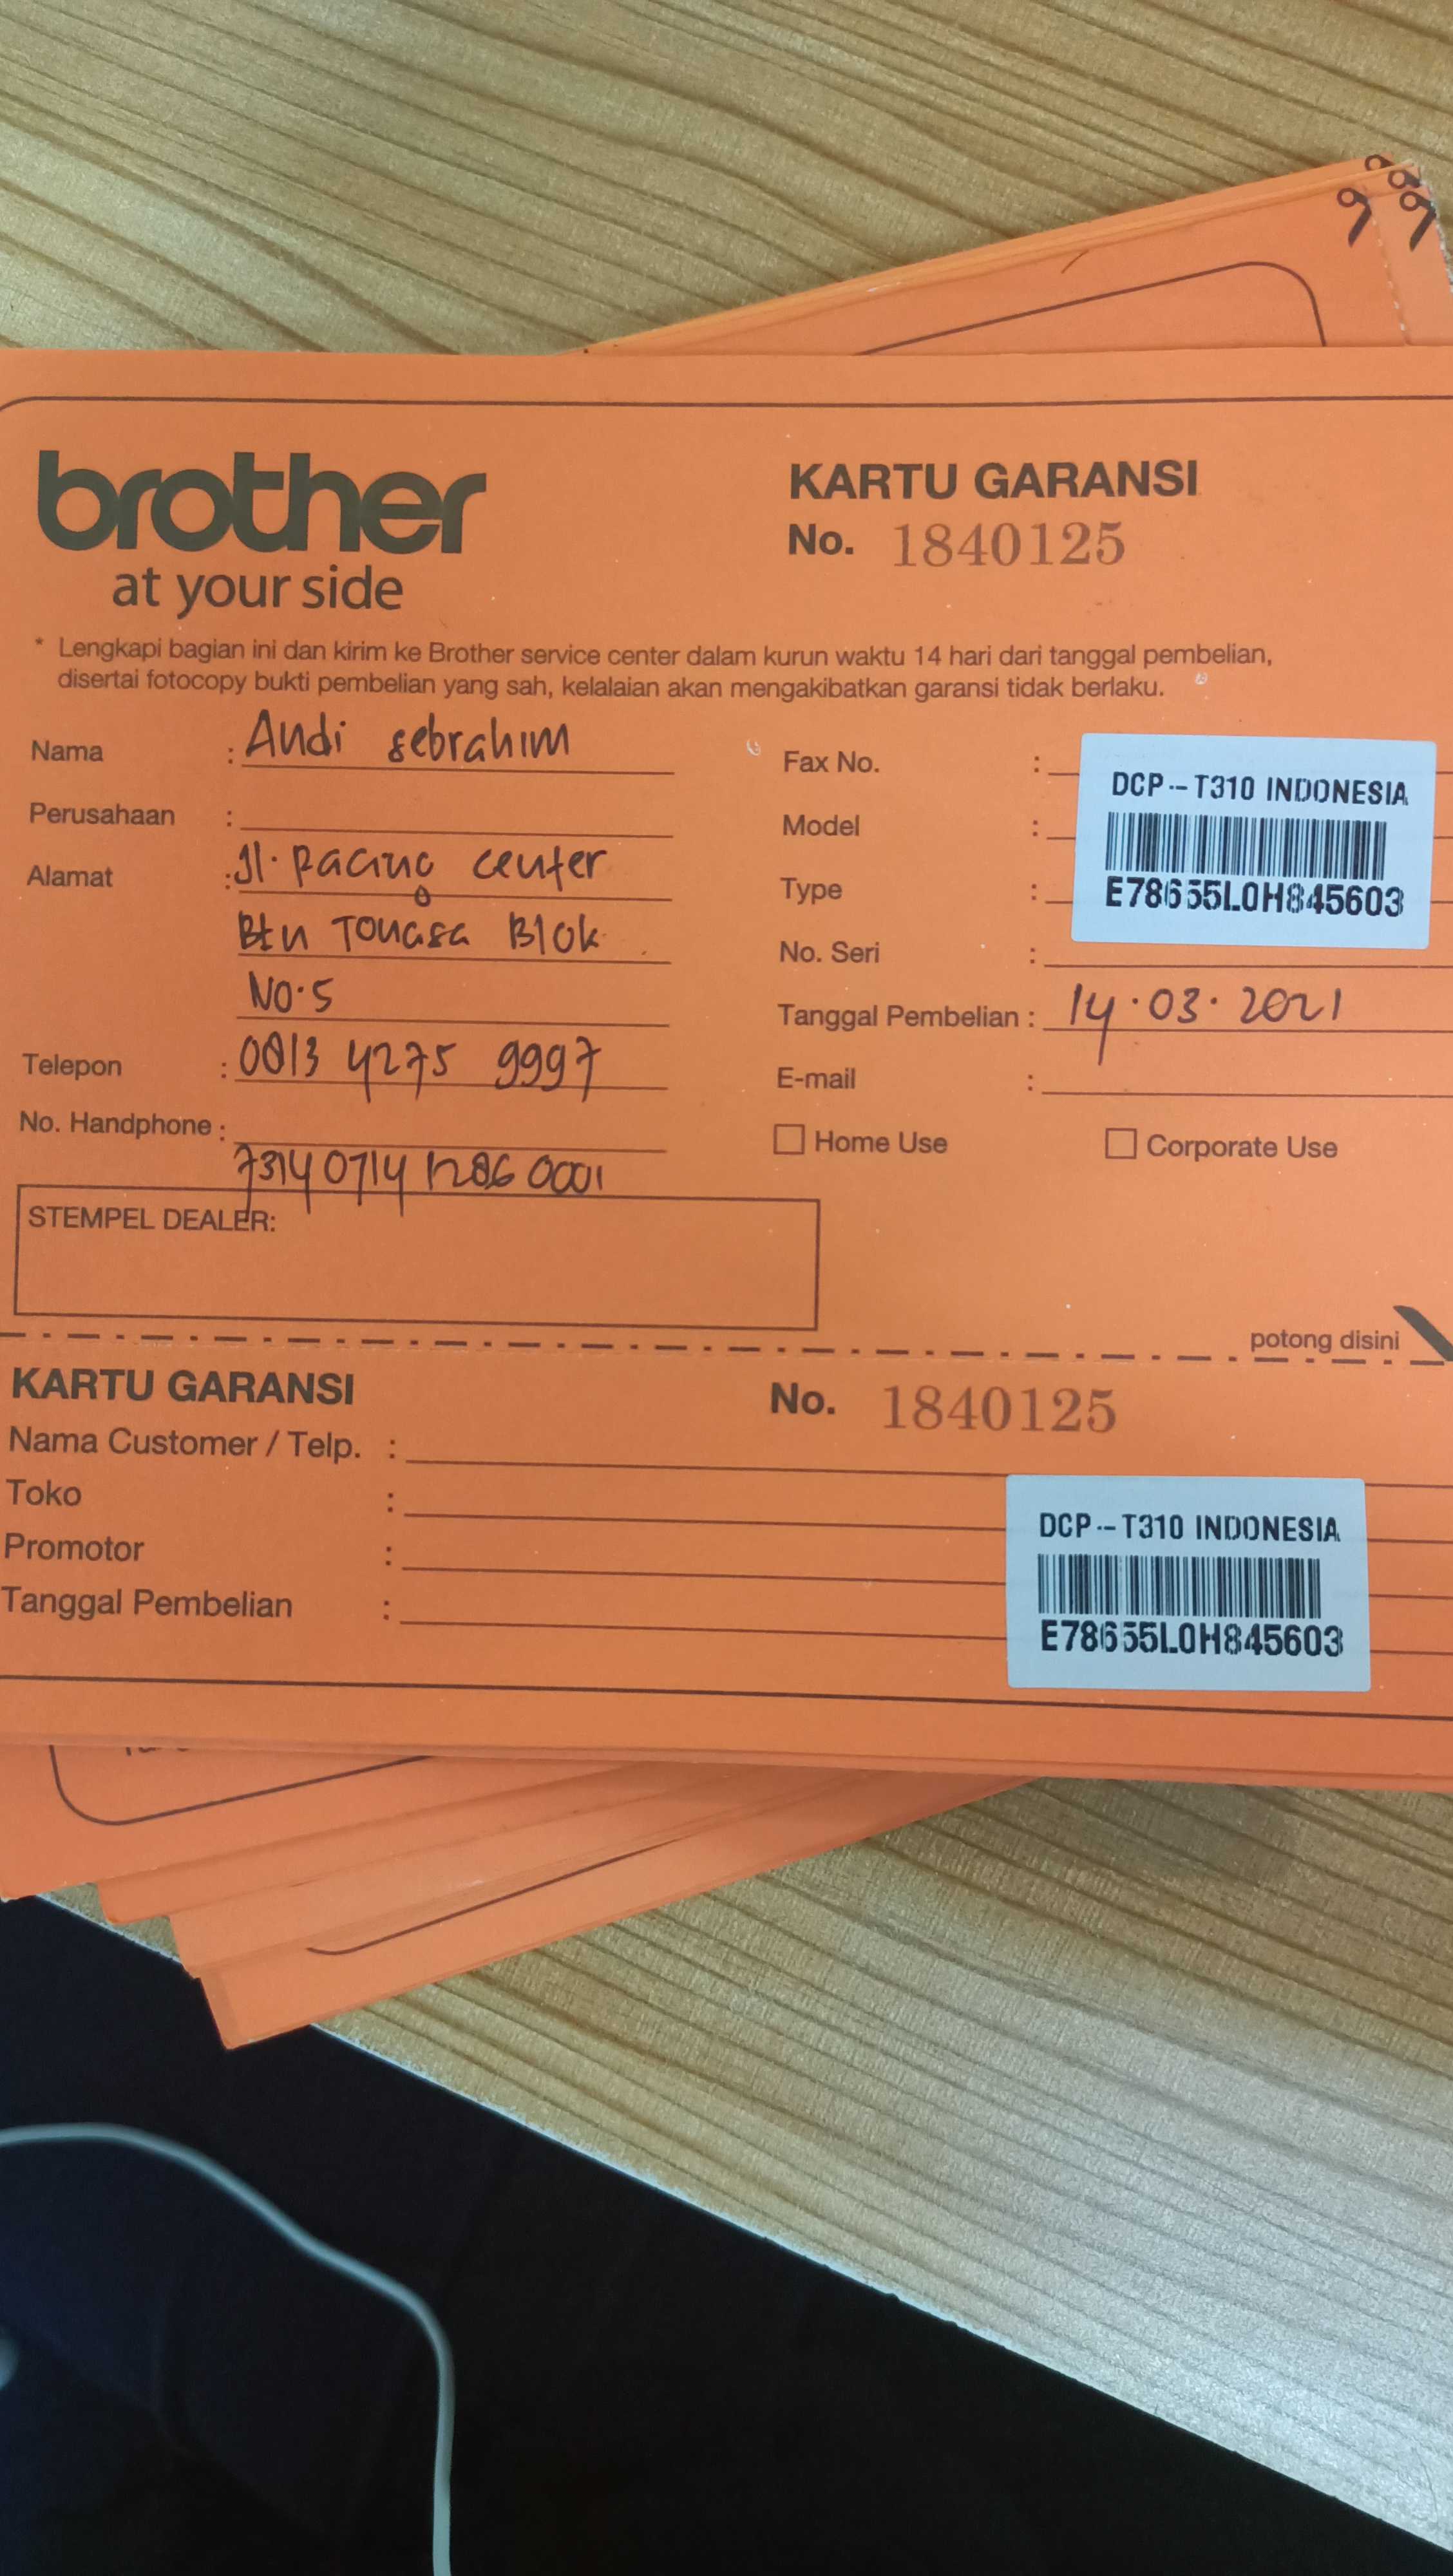 brother
at your side
KARTU GARANSI
No. 1840125
* Lengkapi bagian ini dan kirim ke Brother service center dalam kurun waktu 14 hari dari tanggal pembelian,
disertai fotocopy bukti pembelian yang sah, kelalaian akan mengakibatkan garansi tidak berlaku.
Nama : Andi sebrahim
Perusahaan :
Alamat : Jl. Pacing center
Btn Tonasa Blok
No.5
Telepon : 0813 4275 9997
No. Handphone :
7314 0714 1286 0001
Fax No. :
Model :
Type :
No. Seri :
DCP--T310 INDONESIA
E78655L0H845603
Tanggal Pembelian : 14.03.2021
E-mail :
Home Use Corporate Use
STEMPEL DEALER:
potong disini
KARTU GARANSI No. 1840125
Nama Customer / Telp. :
Toko :
Promotor :
Tanggal Pembelian :
DCP--T310 INDONESIA
E78655L0H845603